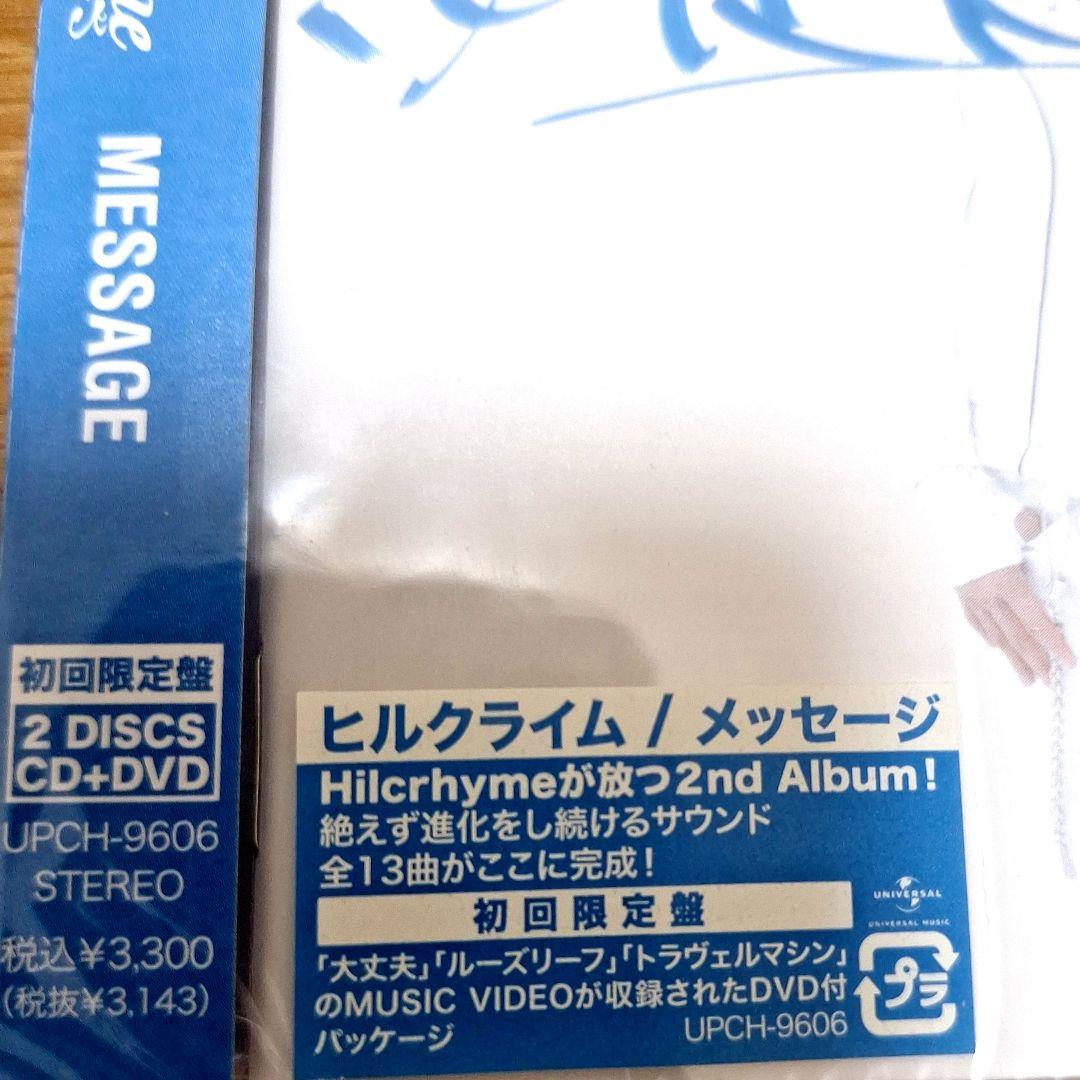 MESSAGE
初回限定盤
2 DISCS
CD+DVD
UPCH-9606
STEREO
税込¥3,300
(税抜¥3,143)
ヒルクライム / メッセージ
Hilcrhymeが放つ2nd Album!
絶えず進化をし続けるサウンド
全13曲がここに完成!
初回限定盤
「大丈夫」「ルーズリーフ」「トラヴェルマシン」
のMUSIC VIDEOが収録されたDVD付
パッケージ
UPCH-9606
UNIVERSAL
UNIVERSAL MUSIC
プラ